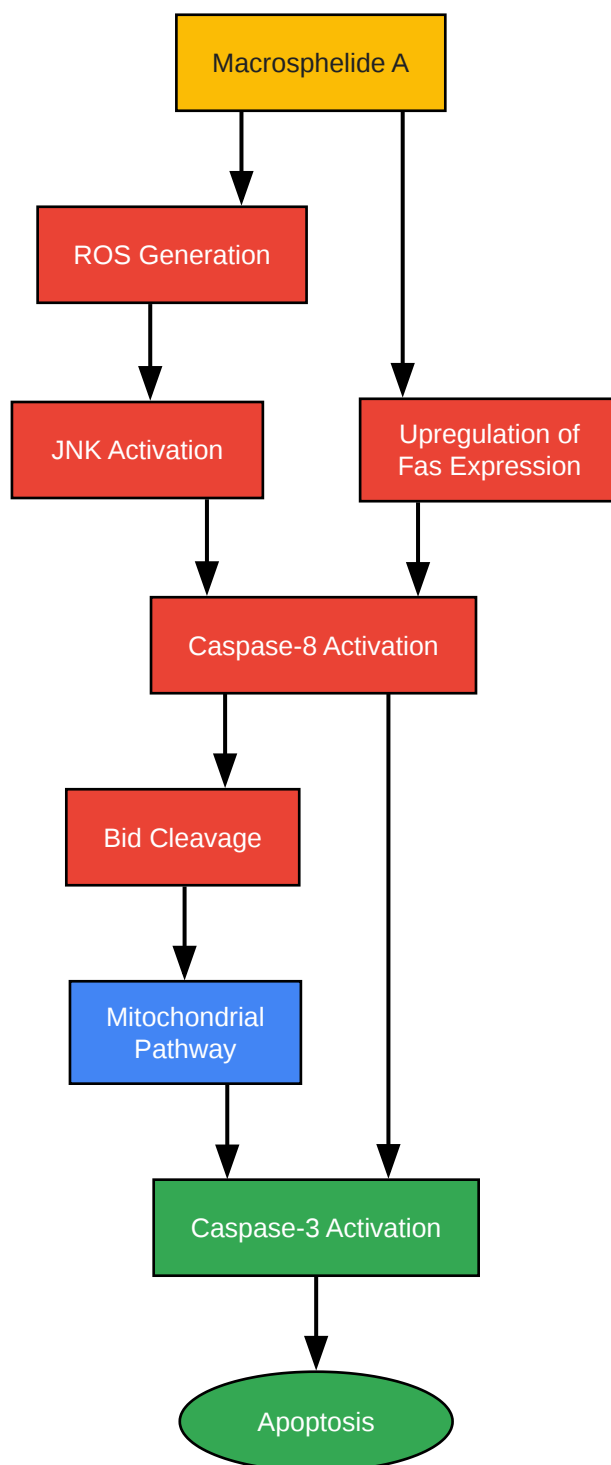 Macrosphelide A
ROS Generation
JNK Activation
Upregulation of
Fas Expression
Caspase-8 Activation
Bid Cleavage
Mitochondrial
Pathway
Caspase-3 Activation
Apoptosis